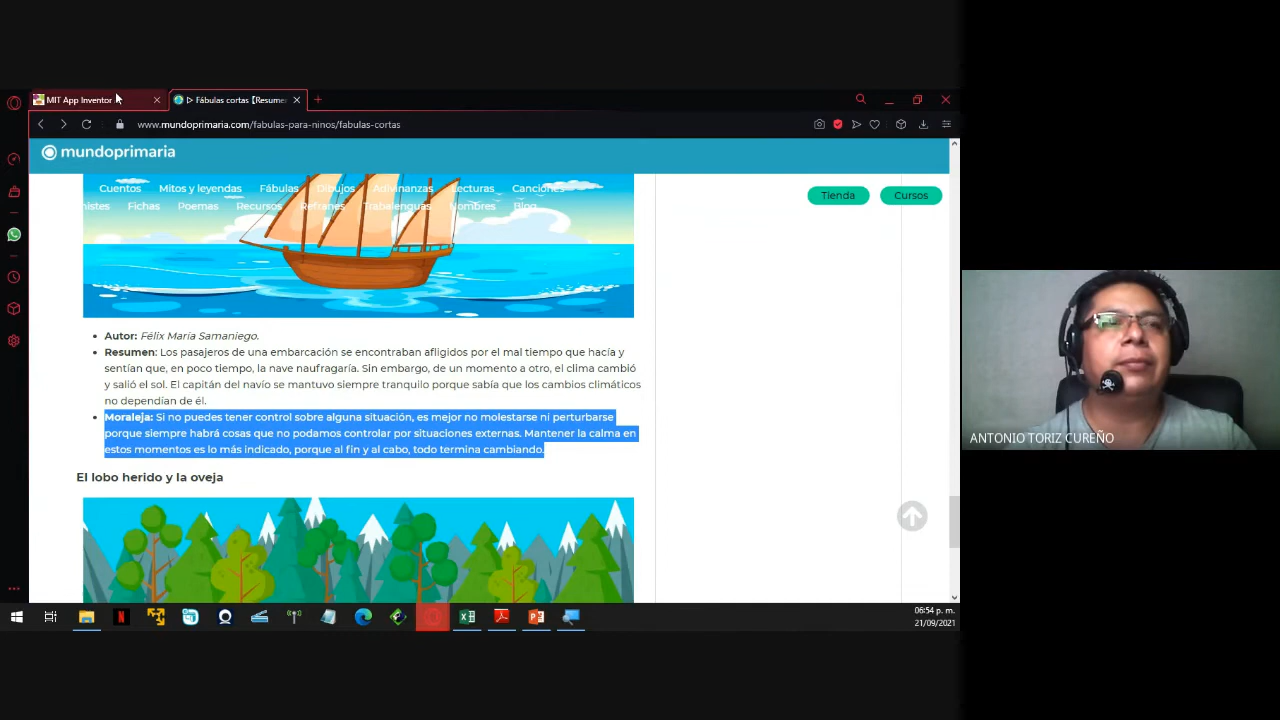 MIT App Inventor
▷ Fábulas cortas【Resume
www.mundoprimaria.com/fabulas-para-ninos/fabulas-cortas
mundoprimaria
Cuentos Mitos y leyendas Fábulas Dibujos Adivinanzas Lecturas Canciones
histes Fichas Poemas Recursos Refranes Trabalenguas Nombres Blog
Tienda Cursos
• Autor: Félix María Samaniego.
• Resumen: Los pasajeros de una embarcación se encontraban afligidos por el mal tiempo que hacía y
sentían que, en poco tiempo, la nave naufragaría. Sin embargo, de un momento a otro, el clima cambió
y salió el sol. El capitán del navío se mantuvo siempre tranquilo porque sabía que los cambios climáticos
no dependían de él.
• Moraleja: Si no puedes tener control sobre alguna situación, es mejor no molestarse ni perturbarse
porque siempre habrá cosas que no podamos controlar por situaciones externas. Mantener la calma en
estos momentos es lo más indicado, porque al fin y al cabo, todo termina cambiando.
El lobo herido y la oveja
ANTONIO TORIZ CUREÑO
06:54 p. m.
21/09/2021